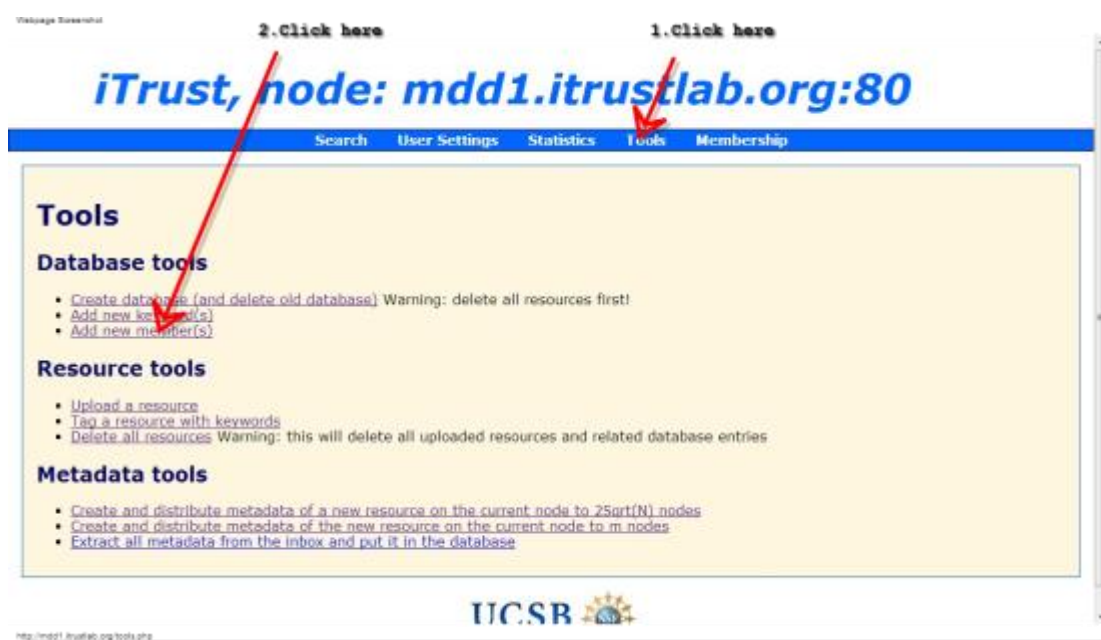 Webpage Screenshot
2.Click here 1.Click here
iTrust, node: mdd1.itrustlab.org:80
Search User Settings Statistics Tools Membership
Tools
Database tools
• Create database (and delete old database) Warning: delete all resources first!
• Add new keyword(s)
• Add new member(s)
Resource tools
• Upload a resource
• Tag a resource with keywords
• Delete all resources Warning: this will delete all uploaded resources and related database entries
Metadata tools
• Create and distribute metadata of a new resource on the current node to 2Sqrt(N) nodes
• Create and distribute metadata of the new resource on the current node to m nodes
• Extract all metadata from the inbox and put it in the database
UCSB NSF
http://mdd1.itrustlab.org/tools.php